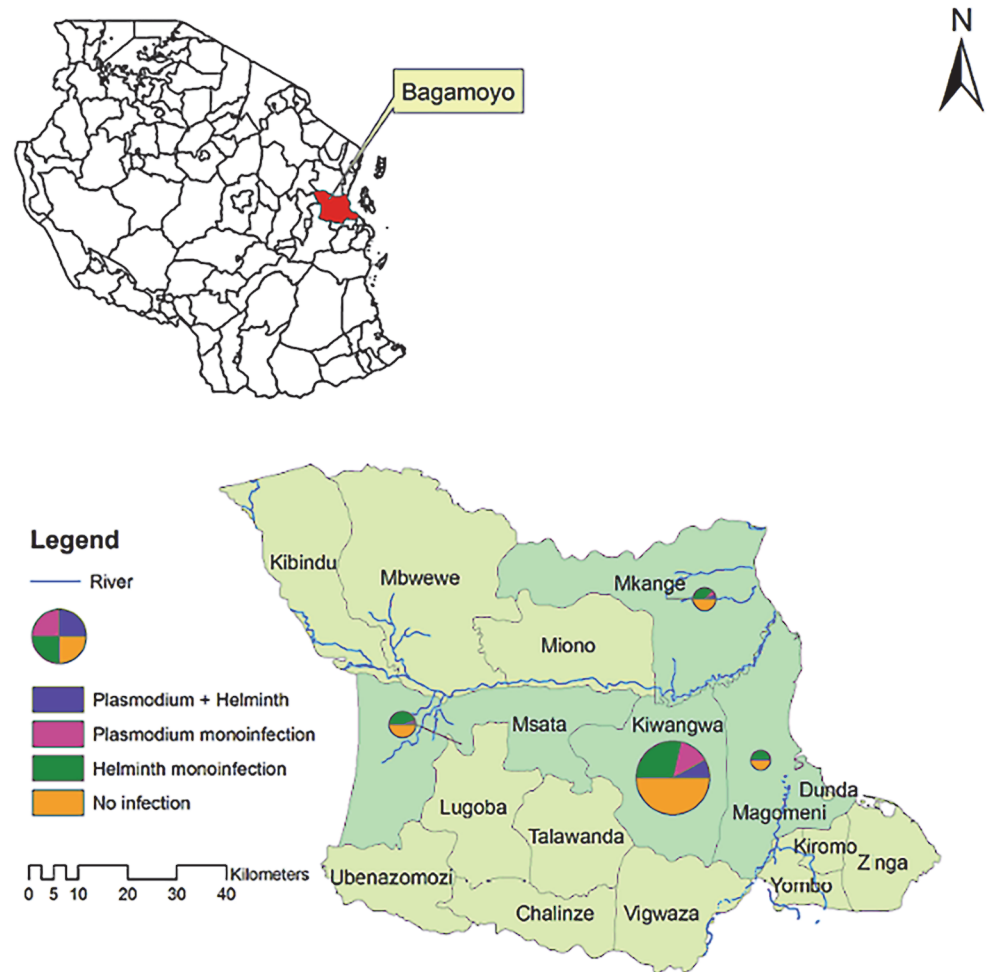 N
Bagamoyo
Legend
River
Plasmodium + Helminth
Plasmodium monoinfection
Helminth monoinfection
No infection
0 5 10 20 30 40 Kilometers
Kibindu
Mbwewe
Mkange
Miono
Msata
Kiwangwa
Dunda
Magomeni
Lugoba
Talawanda
Kiromo
Zinga
Ubenazomozi
Yombo
Chalinze
Vigwaza